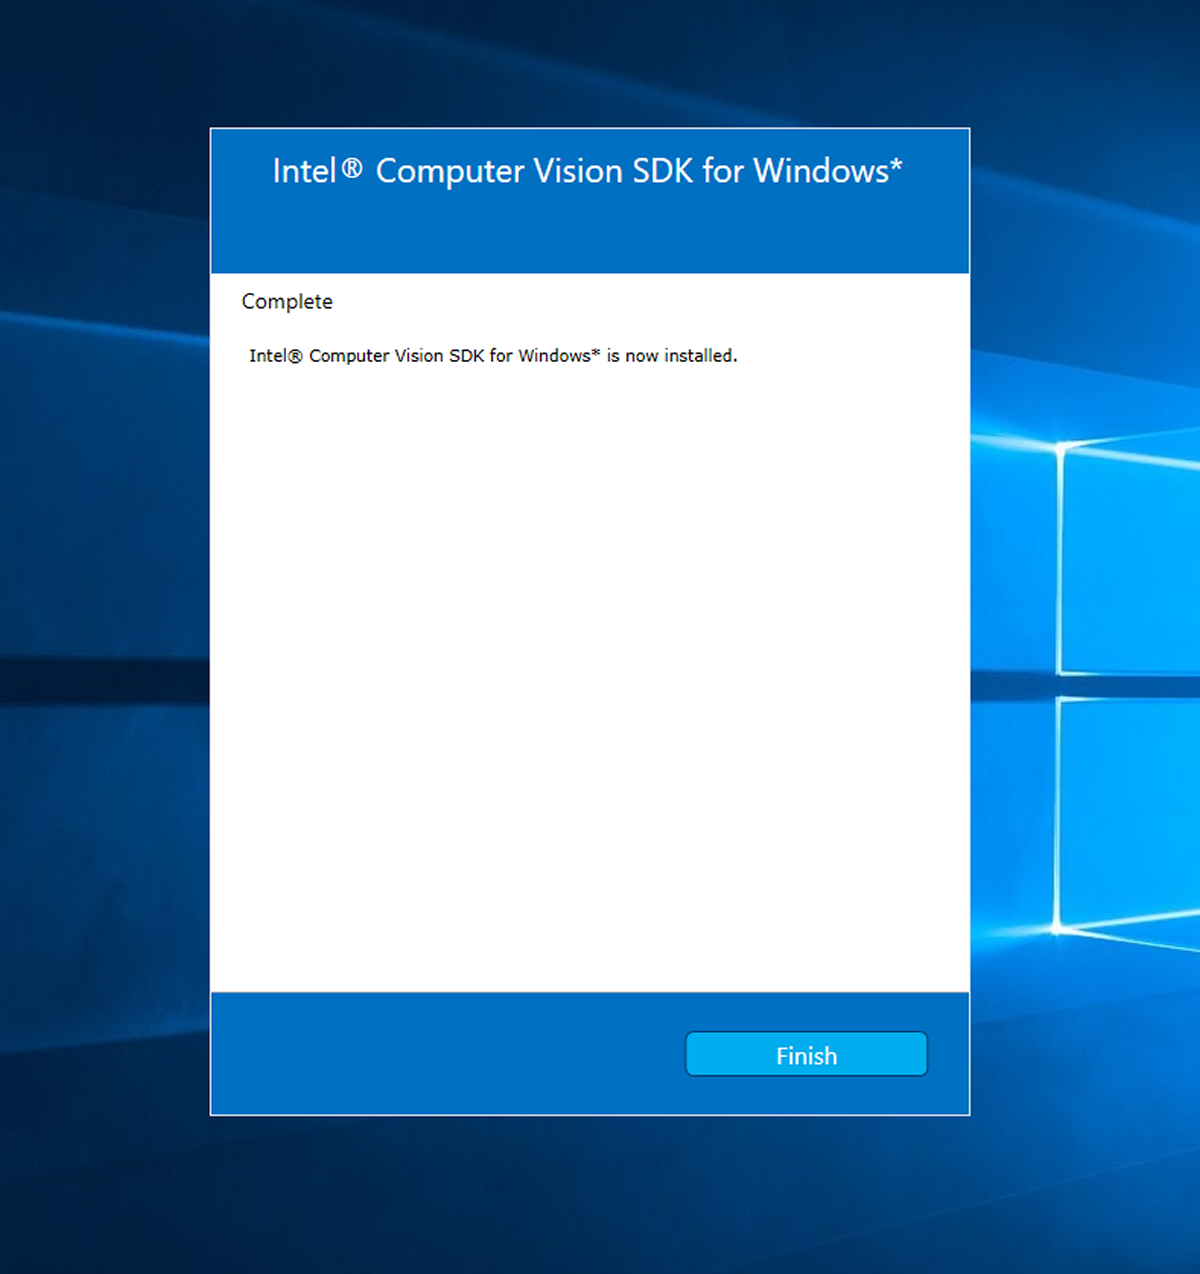 Intel® Computer Vision SDK for Windows*
Complete
Intel® Computer Vision SDK for Windows* is now installed.
Finish